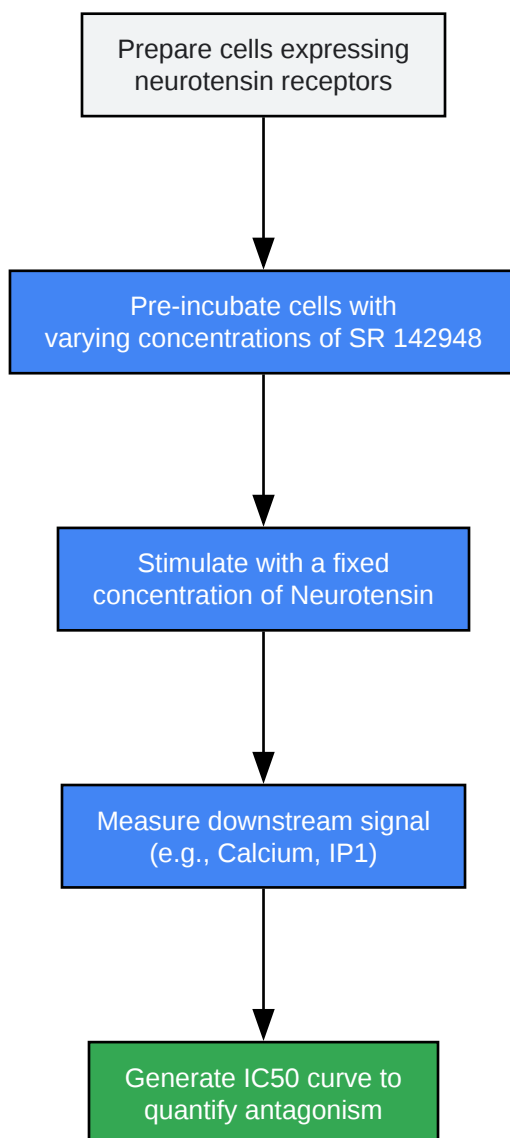 Prepare cells expressing
neurotensin receptors
Pre-incubate cells with
varying concentrations of SR 142948
Stimulate with a fixed
concentration of Neurotensin
Measure downstream signal
(e.g., Calcium, IP1)
Generate IC50 curve to
quantify antagonism